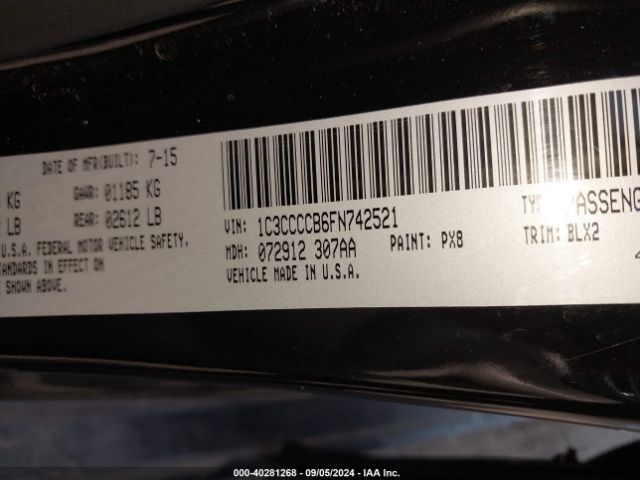 DATE OF MFR(BUILT): 7-15
KG GAWR: 01185 KG
LB REAR: 02612 LB
U.S.A. FEDERAL MOTOR VEHICLE SAFETY,
STANDARDS IN EFFECT ON
SHOWN ABOVE.
VIN: 1C3CCCCB6FN742521
MDH: 072912 307AA PAINT: PX8
VEHICLE MADE IN U.S.A.
TRIM: BLX2
000-40281268 • 09/05/2024 • IAA Inc.